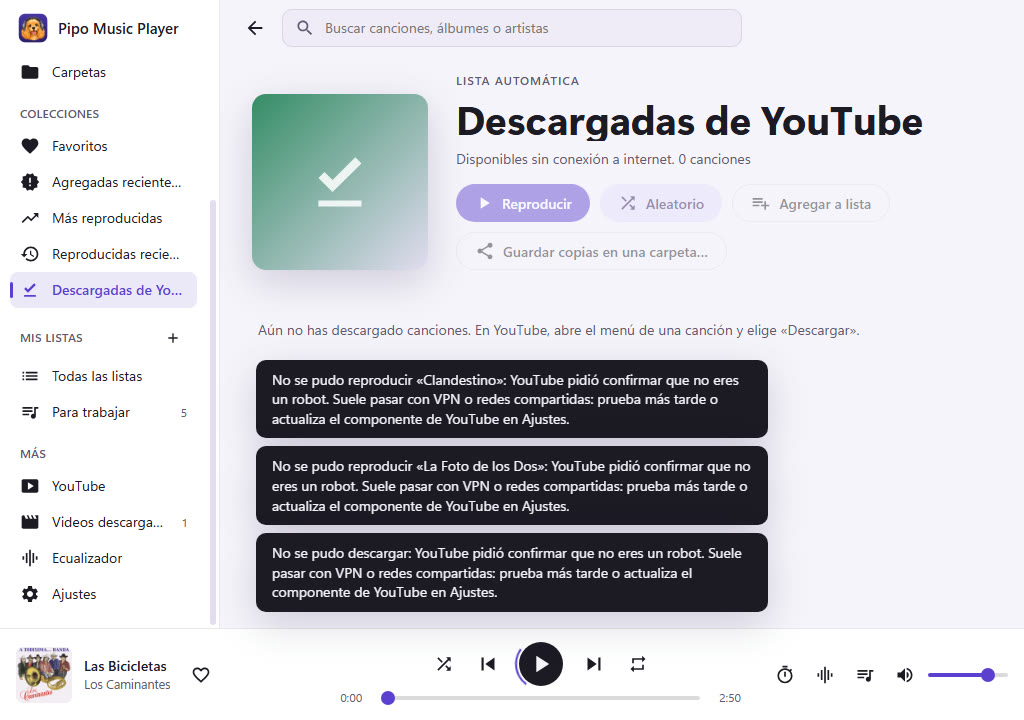 Pipo Music Player
Buscar canciones, álbumes o artistas
Carpetas
COLECCIONES
Favoritos
Agregadas reciente...
Más reproducidas
Reproducidas recie...
Descargadas de Yo...
MIS LISTAS
Todas las listas
Para trabajar 5
MÁS
YouTube
Videos descarga... 1
Ecualizador
Ajustes
LISTA AUTOMÁTICA
Descargadas de YouTube
Disponibles sin conexión a internet. 0 canciones
Reproducir
Aleatorio
Agregar a lista
Guardar copias en una carpeta...
Aún no has descargado canciones. En YouTube, abre el menú de una canción y elige «Descargar».
No se pudo reproducir «Clandestino»: YouTube pidió confirmar que no eres
un robot. Suele pasar con VPN o redes compartidas: prueba más tarde o
actualiza el componente de YouTube en Ajustes.
No se pudo reproducir «La Foto de los Dos»: YouTube pidió confirmar que no
eres un robot. Suele pasar con VPN o redes compartidas: prueba más tarde o
actualiza el componente de YouTube en Ajustes.
No se pudo descargar: YouTube pidió confirmar que no eres un robot. Suele
pasar con VPN o redes compartidas: prueba más tarde o actualiza el
componente de YouTube en Ajustes.
Las Bicicletas
Los Caminantes
0:00
2:50